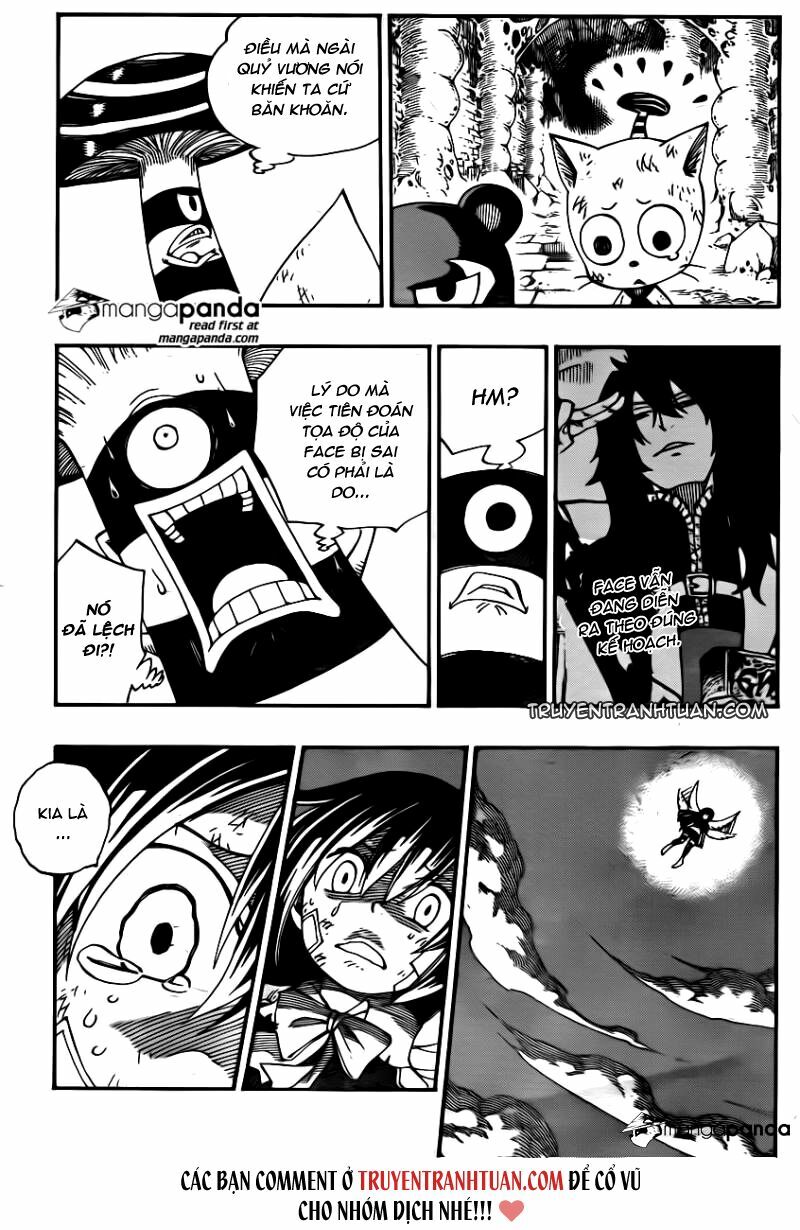 ĐIỀU MÀ NGÀI
QUỶ VƯƠNG NÓI
KHIẾN TA CỨ
BĂN KHOĂN.
mangapanda
read first at
mangapanda.com
FACE VẪN
ĐANG DIỄN
RA THEO ĐÚNG
KẾ HOẠCH.
TRUYENTRANHTUAN.COM
HM?
LÝ DO MÀ
VIỆC TIÊN ĐOÁN
TỌA ĐỘ CỦA
FACE BỊ SAI
CÓ PHẢI LÀ
DO...
NÓ
ĐÃ LỆCH
ĐI?!
KIA LÀ
...
mangapanda
CÁC BẠN COMMENT Ở TRUYENTRANHTUAN.COM ĐỂ CỔ VŨ
CHO NHÓM DỊCH NHÉ!!!